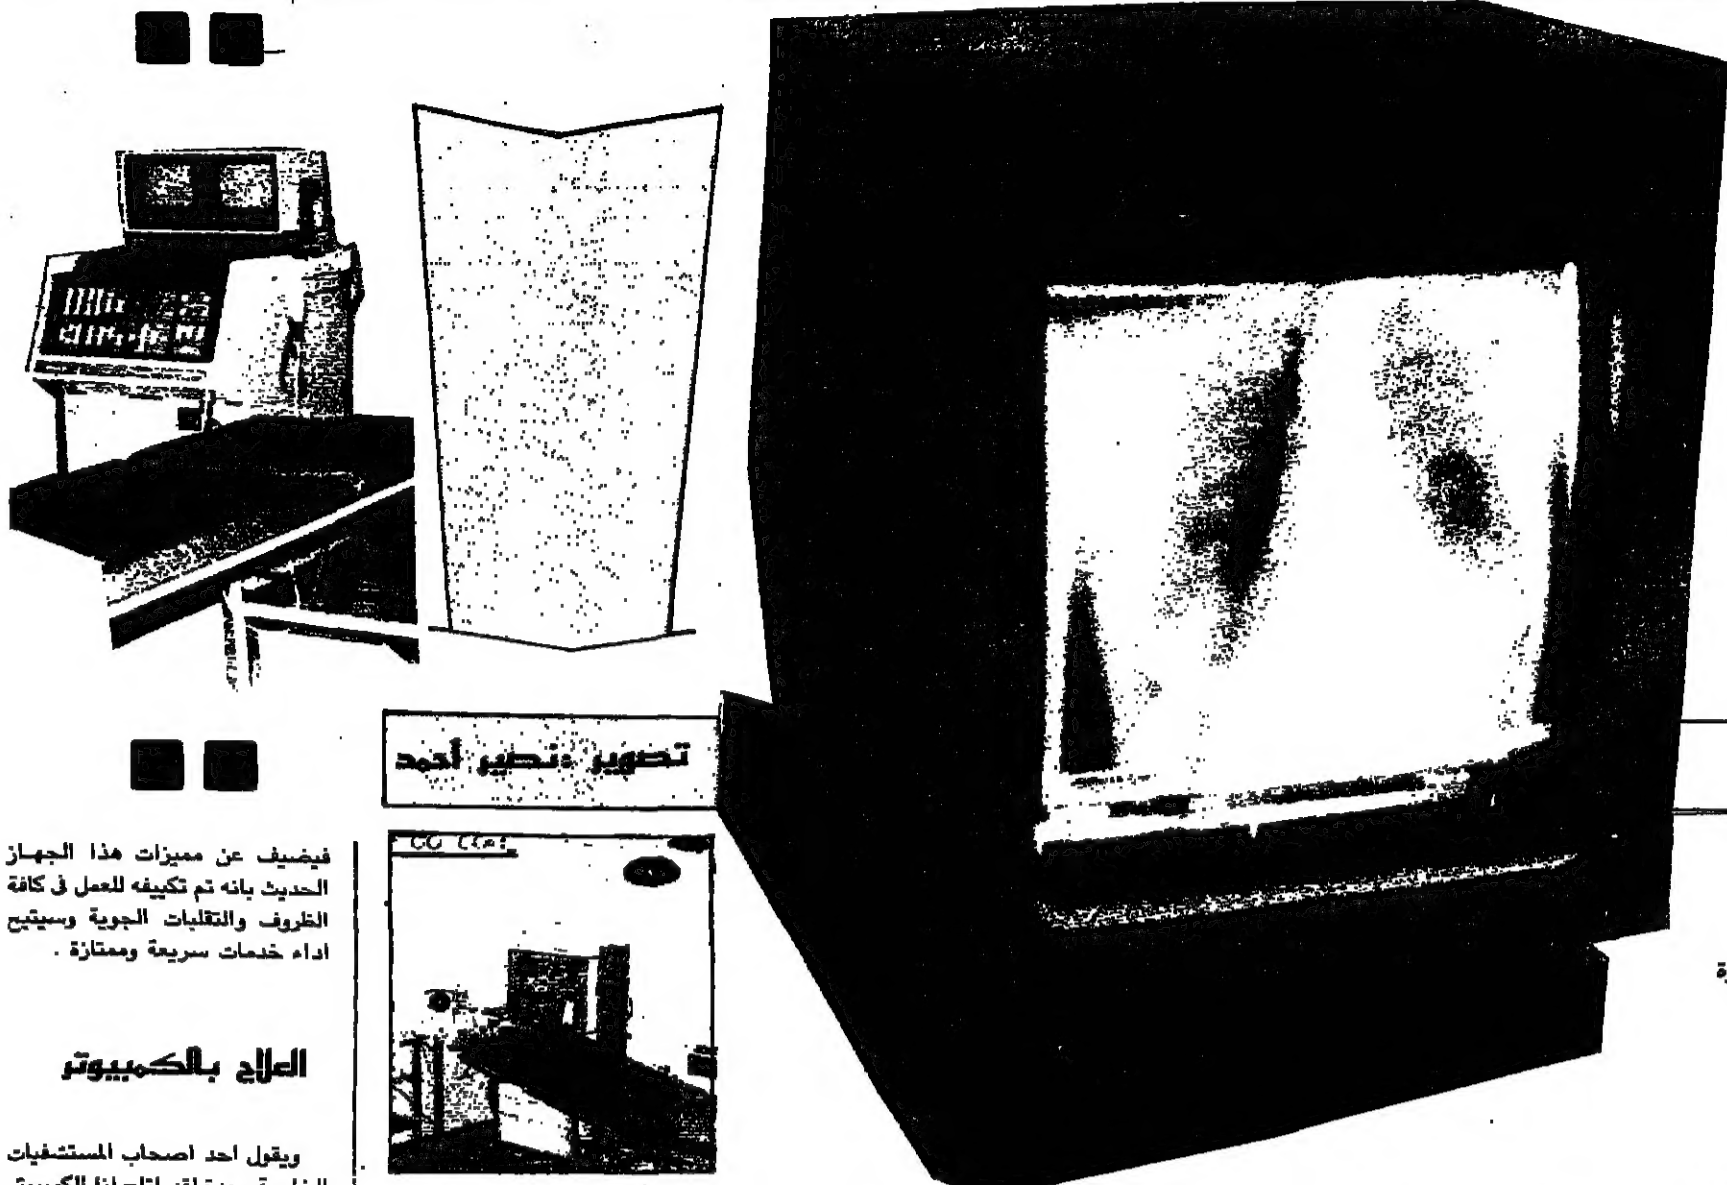 تصوير : نصير أحمد
فيضيف عن مميزات هذا الجهاز
الحديث بانه تم تكييفه للعمل في كافة
الظروف والتقلبات الجوية وسيتيح
اداء خدمات سريعة وممتازة .
العلاج بالكمبيوتر
ويقول احد اصحاب المستشفيات